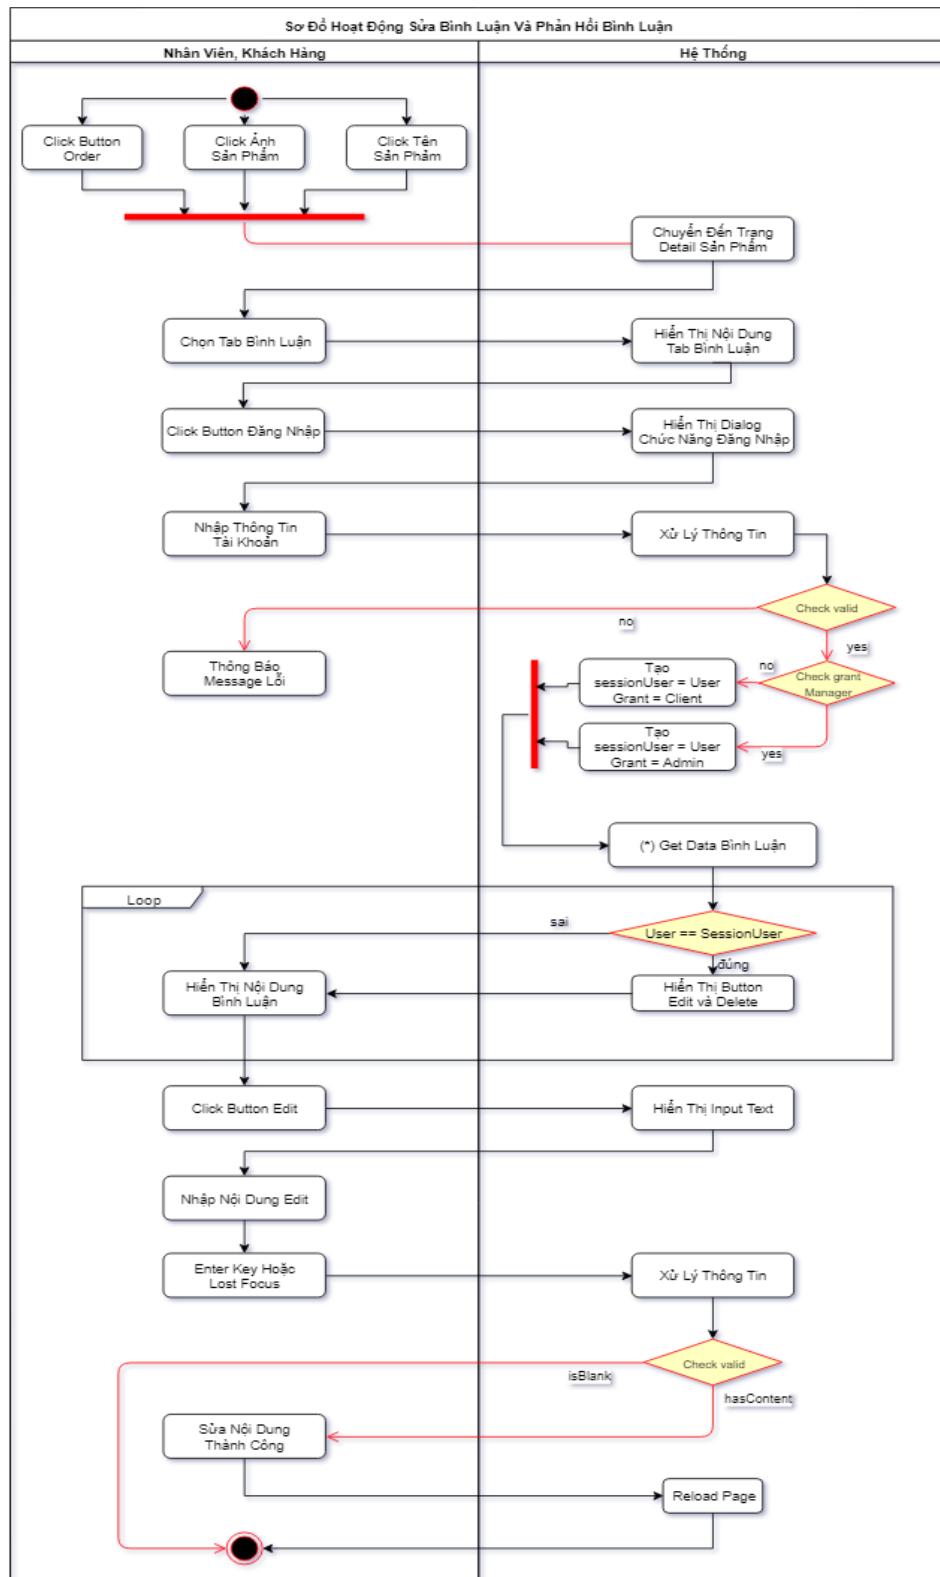 Sơ Đồ Hoạt Động Sửa Bình Luận Và Phản Hồi Bình Luận
Nhân Viên, Khách Hàng
Hệ Thống
Click Button
Order
Click Ảnh
Sản Phẩm
Click Tên
Sản Phẩm
Chuyển Đến Trang
Detail Sản Phẩm
Chọn Tab Bình Luận
Hiển Thị Nội Dung
Tab Bình Luận
Click Button Đăng Nhập
Hiển Thị Dialog
Chức Năng Đăng Nhập
Nhập Thông Tin
Tài Khoản
Xử Lý Thông Tin
Check valid
no
yes
Thông Báo
Message Lỗi
Check grant
Manager
no
Tạo
sessionUser = User
Grant = Client
yes
Tạo
sessionUser = User
Grant = Admin
(*) Get Data Bình Luận
Loop
User == SessionUser
sai
đúng
Hiển Thị Nội Dung
Bình Luận
Hiển Thị Button
Edit và Delete
Click Button Edit
Hiển Thị Input Text
Nhập Nội Dung Edit
Enter Key Hoặc
Lost Focus
Xử Lý Thông Tin
Check valid
isBlank
hasContent
Sửa Nội Dung
Thành Công
Reload Page